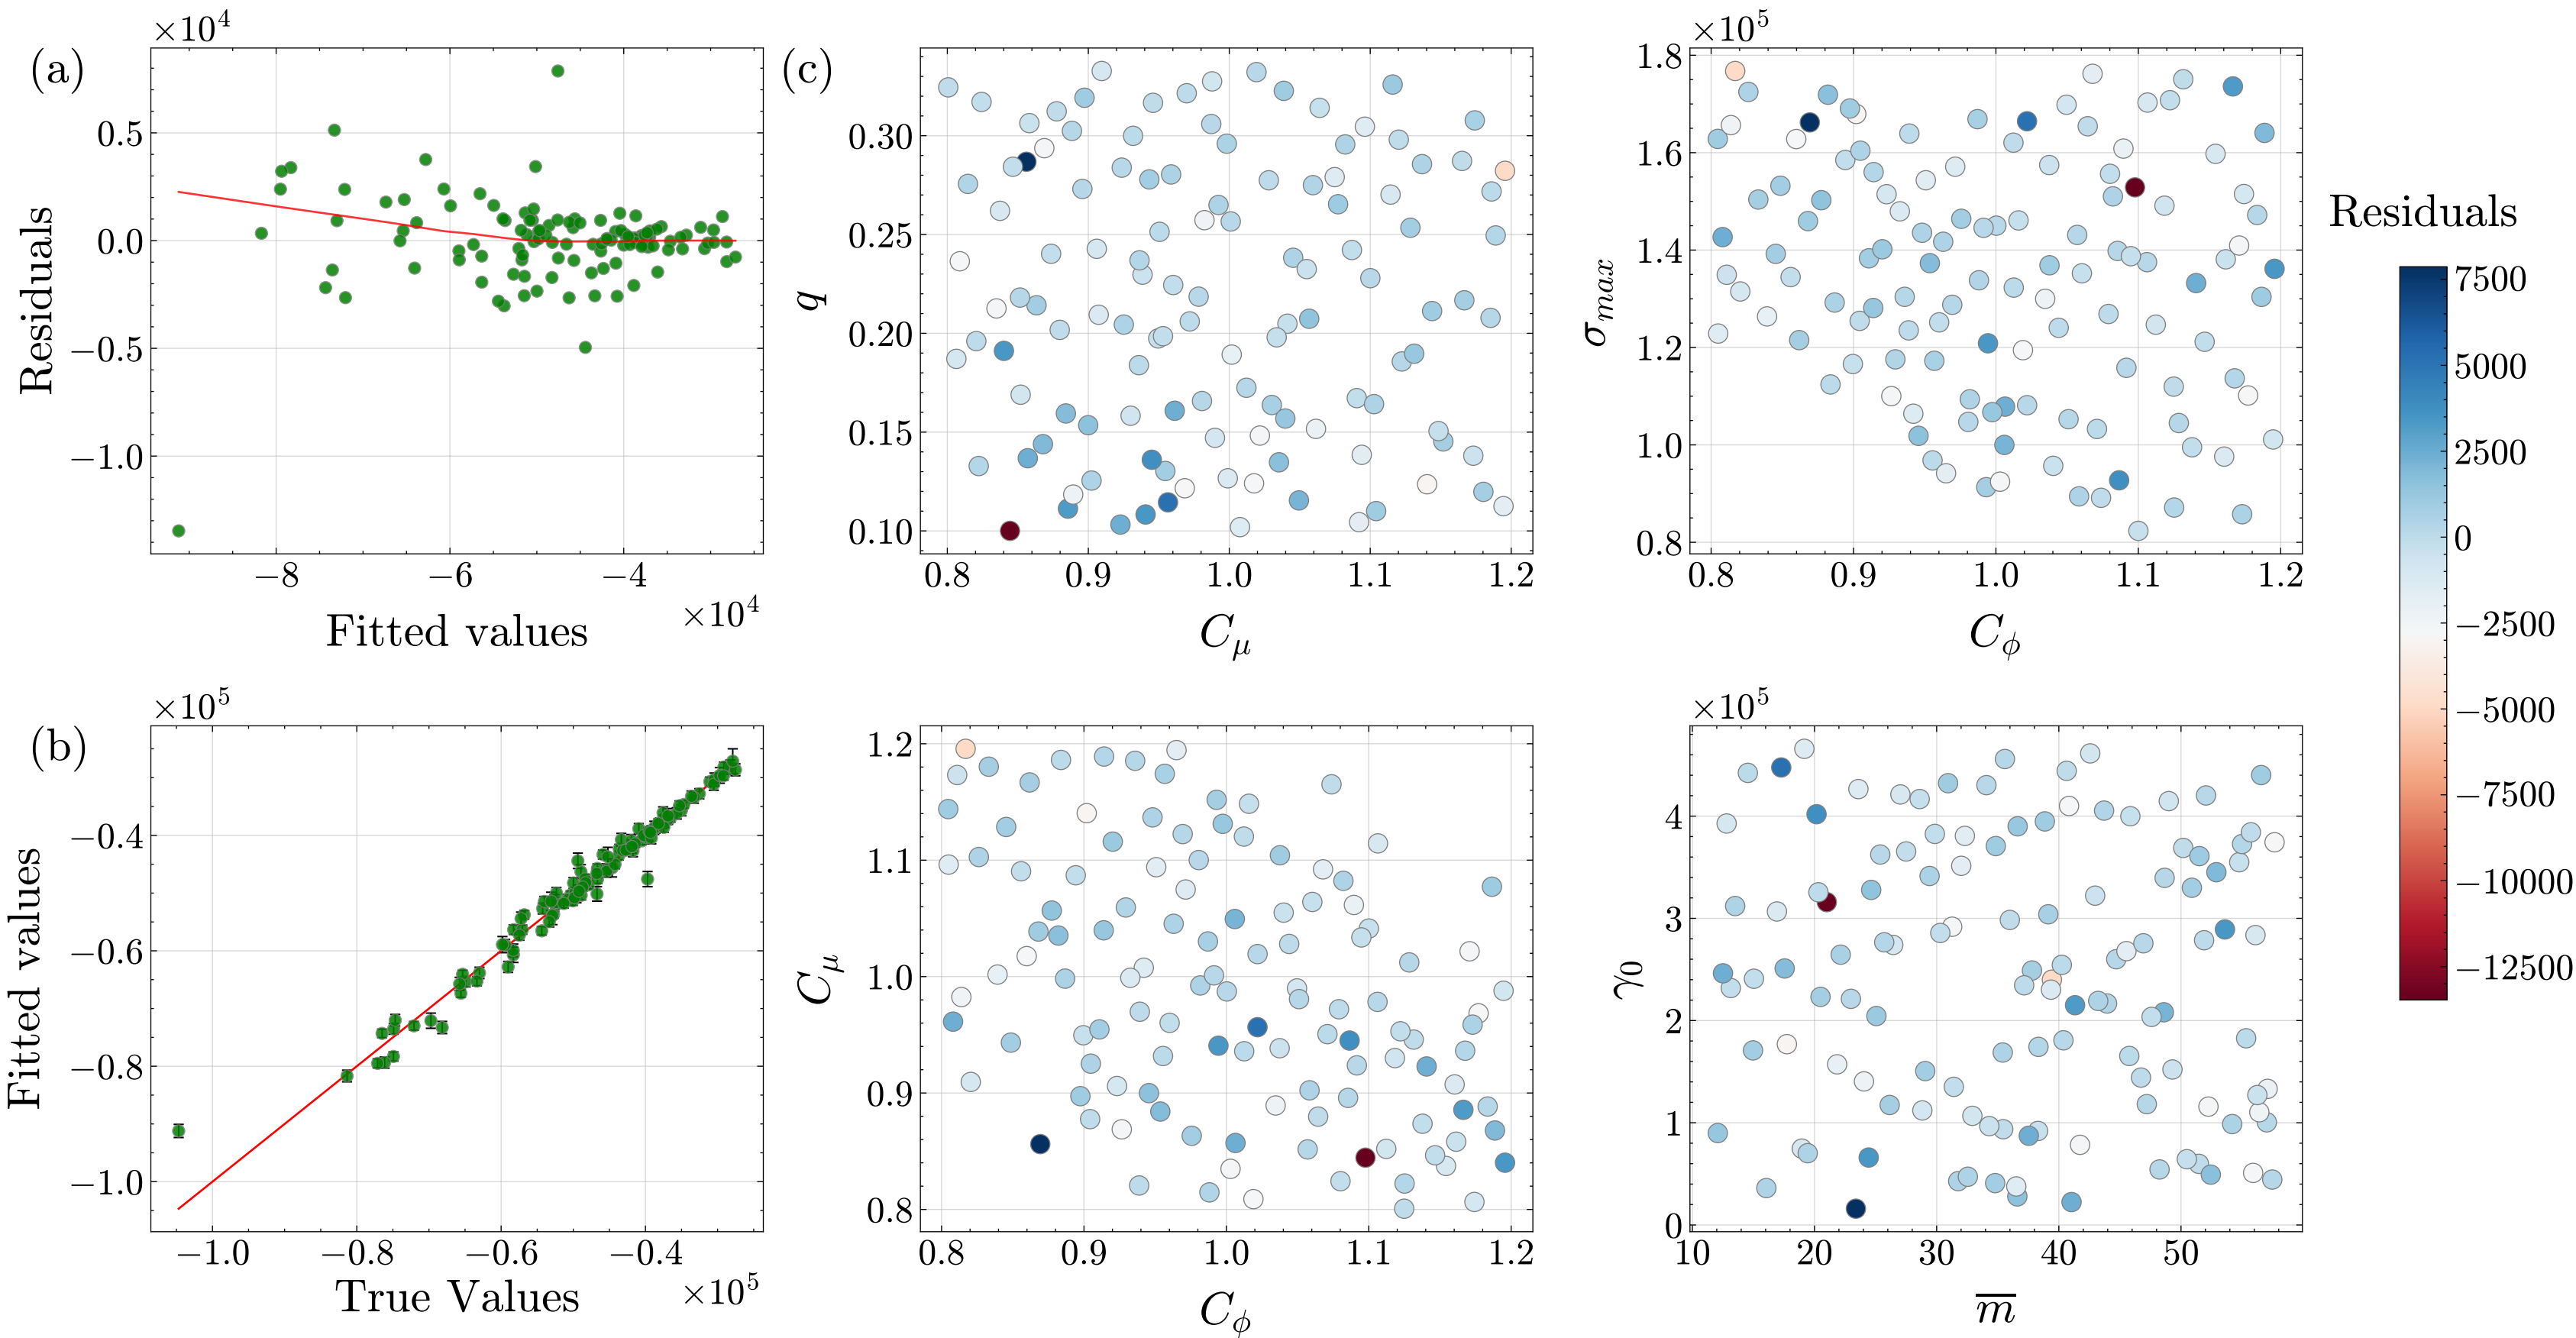 (a)
×10⁴
0.5
0.0
−0.5
−1.0
Residuals
−8 −6 −4
×10⁴
Fitted values
(b)
×10⁵
−0.4
−0.6
−0.8
−1.0
Fittted values
−1.0 −0.8 −0.6 −0.4
×10⁵
True Values
(c)
0.30
0.25
0.20
0.15
0.10
q
0.8 0.9 1.0 1.1 1.2
C_μ
×10⁵
1.8
1.6
1.4
1.2
1.0
0.8
σ_max
0.8 0.9 1.0 1.1 1.2
C_ϕ
1.2
1.1
1.0
0.9
0.8
C_μ
0.8 0.9 1.0 1.1 1.2
C_ϕ
×10⁵
4
3
2
1
0
γ₀
10 20 30 40 50
m̅
Residuals
7500
5000
2500
0
−2500
−5000
−7500
−10000
−12500